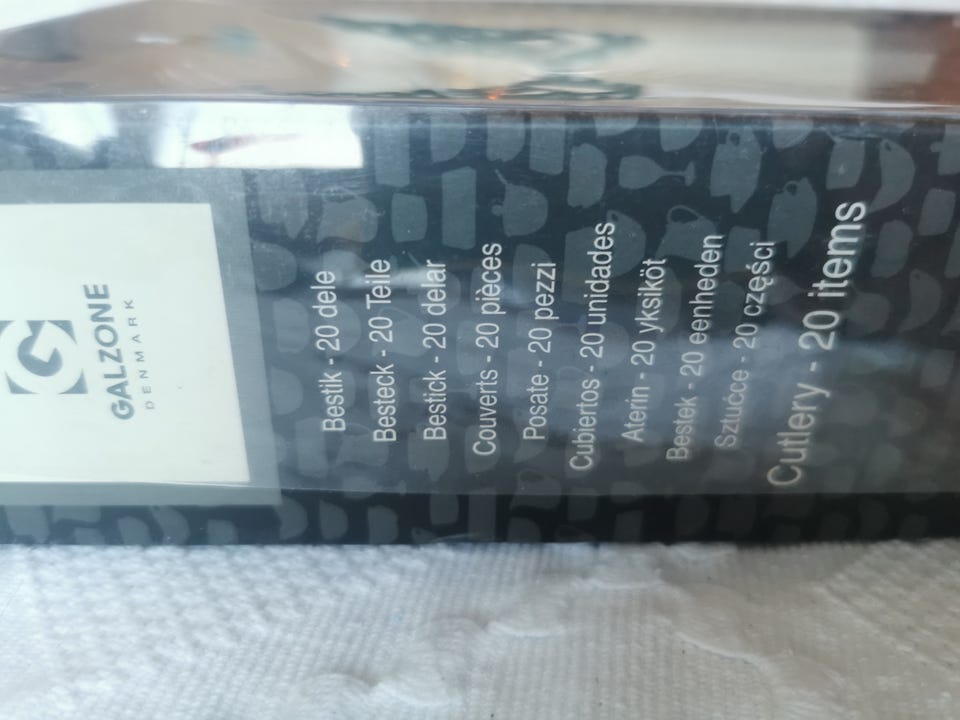 GALZONE
DENMARK
Bestik - 20 dele
Besteck - 20 Teile
Bestick - 20 delar
Couverts - 20 pièces
Posate - 20 pezzi
Cubiertos - 20 unidades
Aterin - 20 yksiköt
Bestek - 20 eenheden
Sztućce - 20 części
Cutlery - 20 items